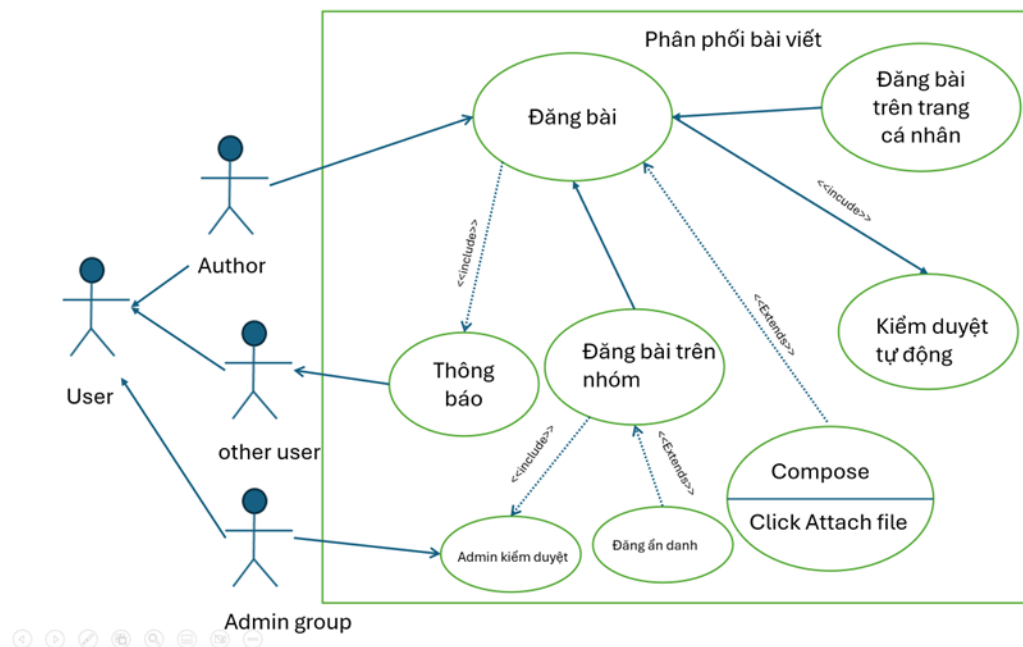 Phân phối bài viết
Đăng bài
Đăng bài
trên trang
cá nhân
<<incude>>
Author
<<include>>
<<Extends>>
Kiểm duyệt
tự động
User
other user
Thông
báo
Đăng bài trên
nhóm
<<include>>
<<Extends>>
Compose
Click Attach file
Admin kiểm duyệt
Đăng ẩn danh
Admin group